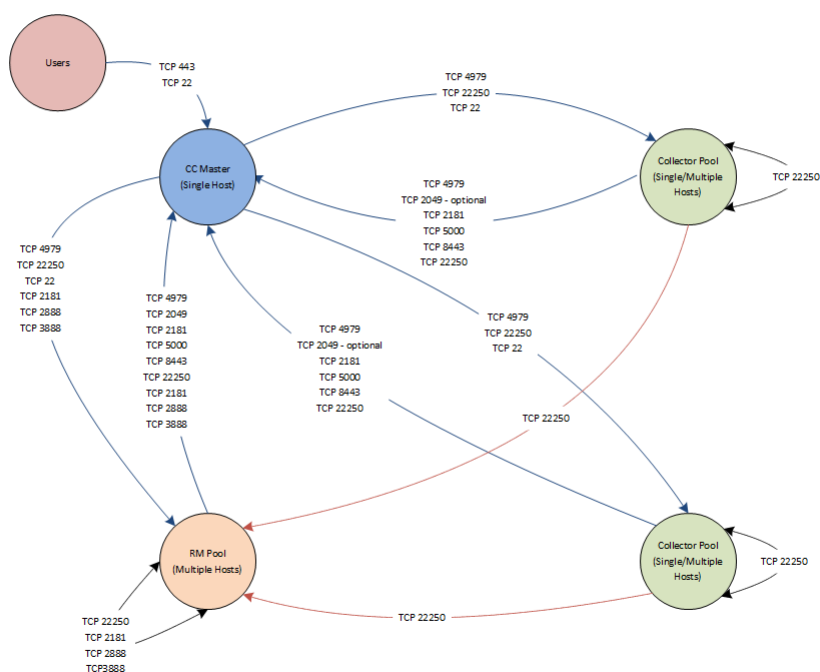 Users
TCP 443
TCP 22
TCP 4979
TCP 22250
TCP 22
CC Master
(Single Host)
Collector Pool
(Single/Multiple
Hosts)
TCP 22250
TCP 4979
TCP 2049 - optional
TCP 2181
TCP 5000
TCP 8443
TCP 22250
TCP 4979
TCP 22250
TCP 22
TCP 2181
TCP 2888
TCP 3888
TCP 4979
TCP 2049
TCP 2181
TCP 5000
TCP 8443
TCP 22250
TCP 2181
TCP 2888
TCP 3888
TCP 4979
TCP 2049 - optional
TCP 2181
TCP 5000
TCP 8443
TCP 22250
TCP 4979
TCP 22250
TCP 22
TCP 22250
RM Pool
(Multiple Hosts)
Collector Pool
(Single/Multiple
Hosts)
TCP 22250
TCP 22250
TCP 22250
TCP 2181
TCP 2888
TCP3888